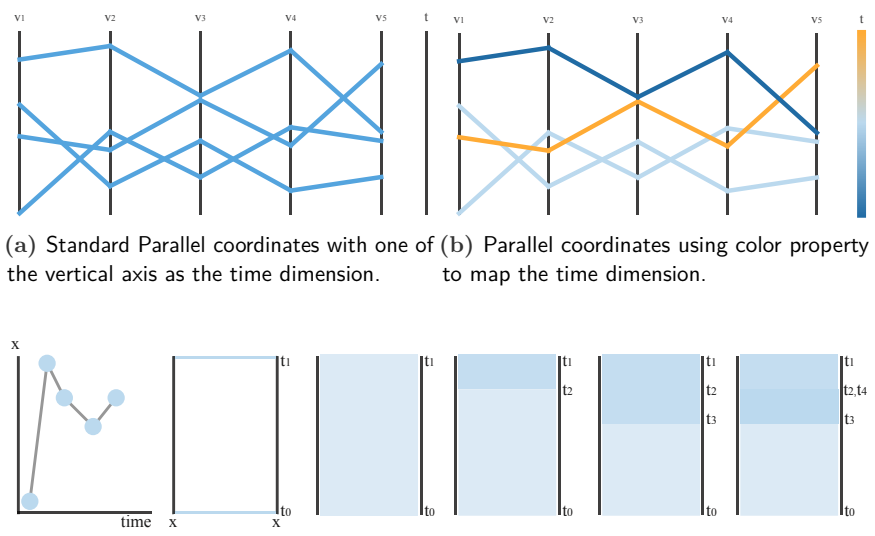 v1 v2 v3 v4 v5 t
v1 v2 v3 v4 v5 t
(a) Standard Parallel coordinates with one of
the vertical axis as the time dimension.
(b) Parallel coordinates using color property
to map the time dimension.
x
time
t1
t0
x x
t1
t0
t1
t2
t0
t1
t2
t3
t0
t1
t2,t4
t3
t0